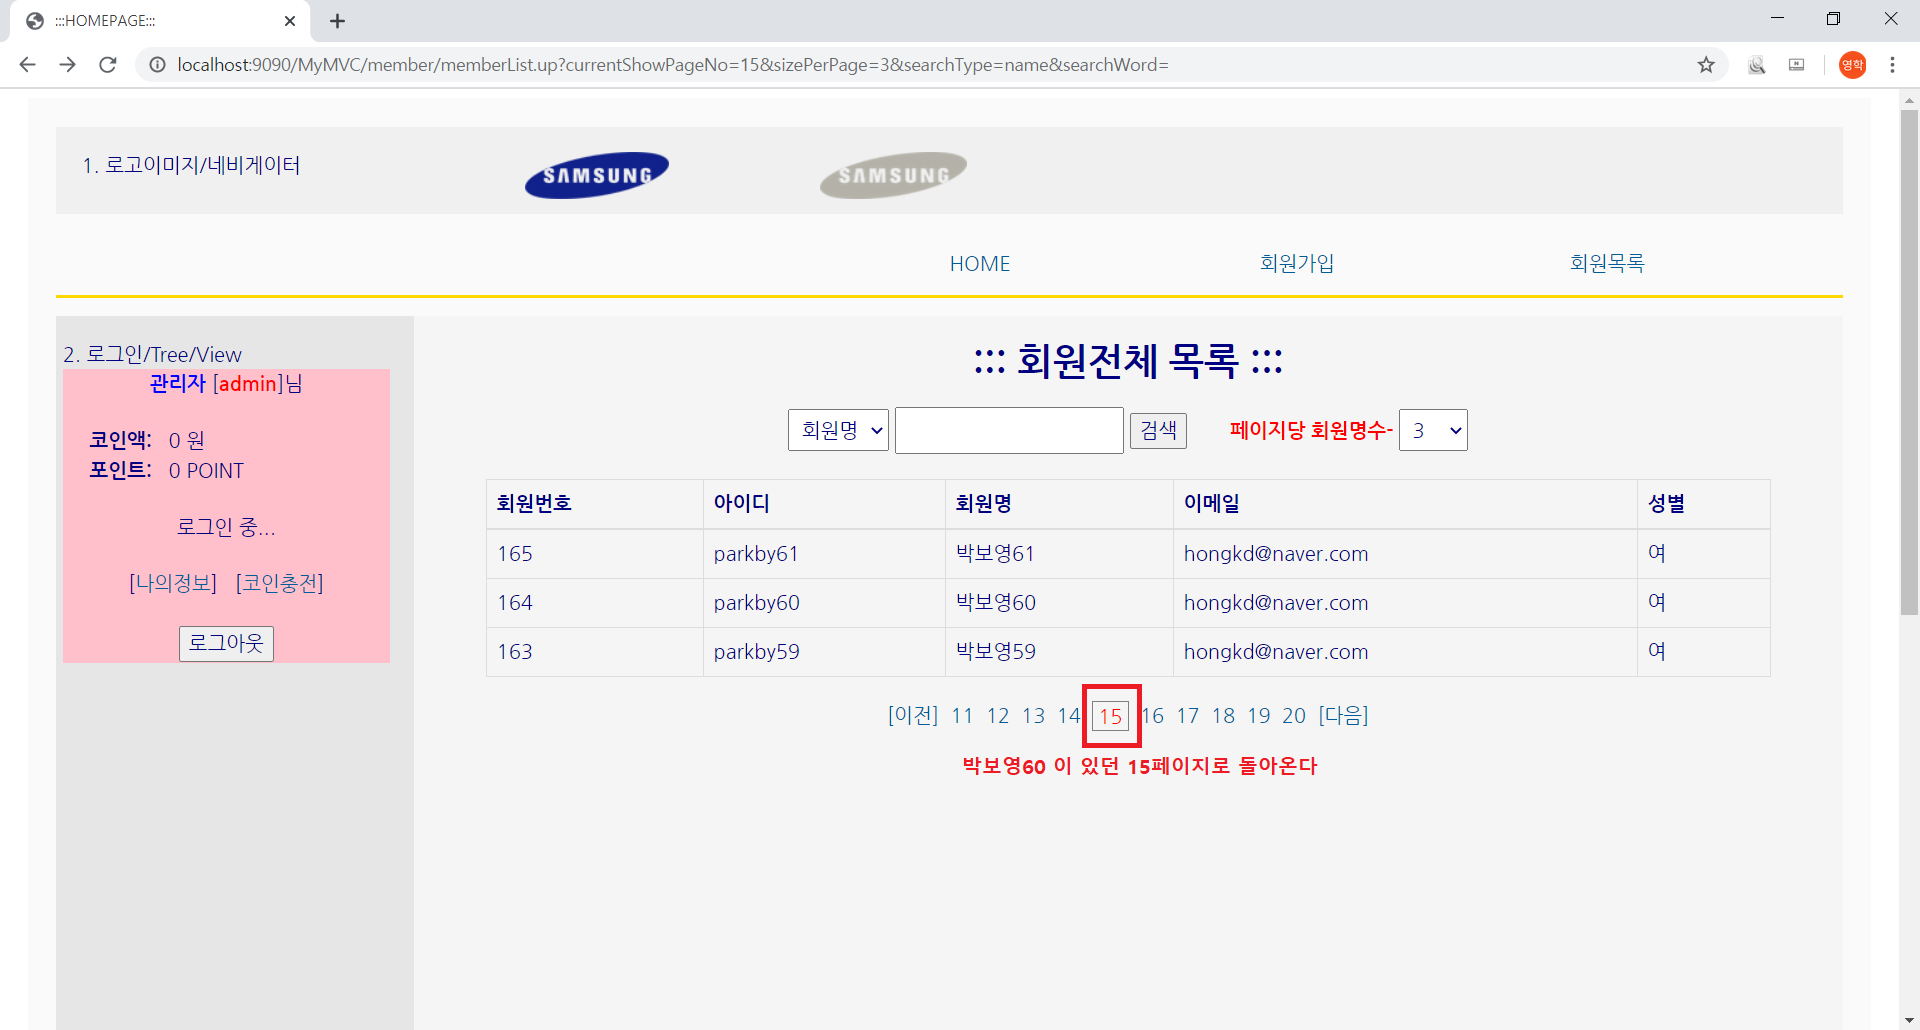 :::HOMEPAGE:::
localhost:9090/MyMVC/member/memberList.up?currentShowPageNo=15&sizePerPage=3&searchType=name&searchWord=
영학
1. 로고이미지/네비게이터
SAMSUNG SAMSUNG
HOME 회원가입 회원목록
2. 로그인/Tree/View
관리자 [admin]님
코인액: 0 원
포인트: 0 POINT
로그인 중...
[나의정보] [코인충전]
로그아웃
::: 회원전체 목록 :::
회원명 검색 페이지당 회원명수- 3
회원번호 아이디 회원명 이메일 성별
165 parkby61 박보영61 hongkd@naver.com 여
164 parkby60 박보영60 hongkd@naver.com 여
163 parkby59 박보영59 hongkd@naver.com 여
[이전] 11 12 13 14 15 16 17 18 19 20 [다음]
박보영60 이 있던 15페이지로 돌아온다